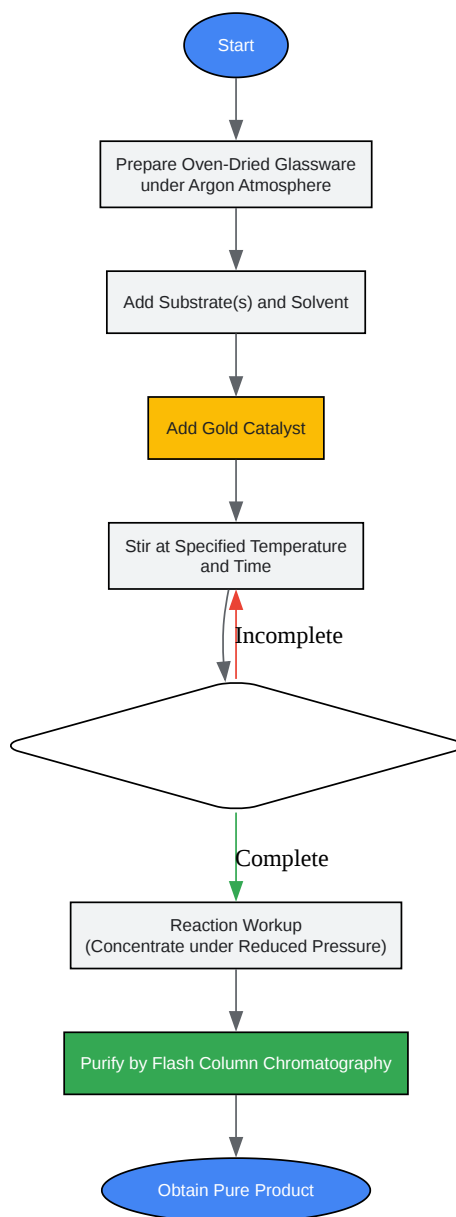 Start
Prepare Oven-Dried Glassware
under Argon Atmosphere
Add Substrate(s) and Solvent
Add Gold Catalyst
Stir at Specified Temperature
and Time
Incomplete
Complete
Reaction Workup
(Concentrate under Reduced Pressure)
Purify by Flash Column Chromatography
Obtain Pure Product